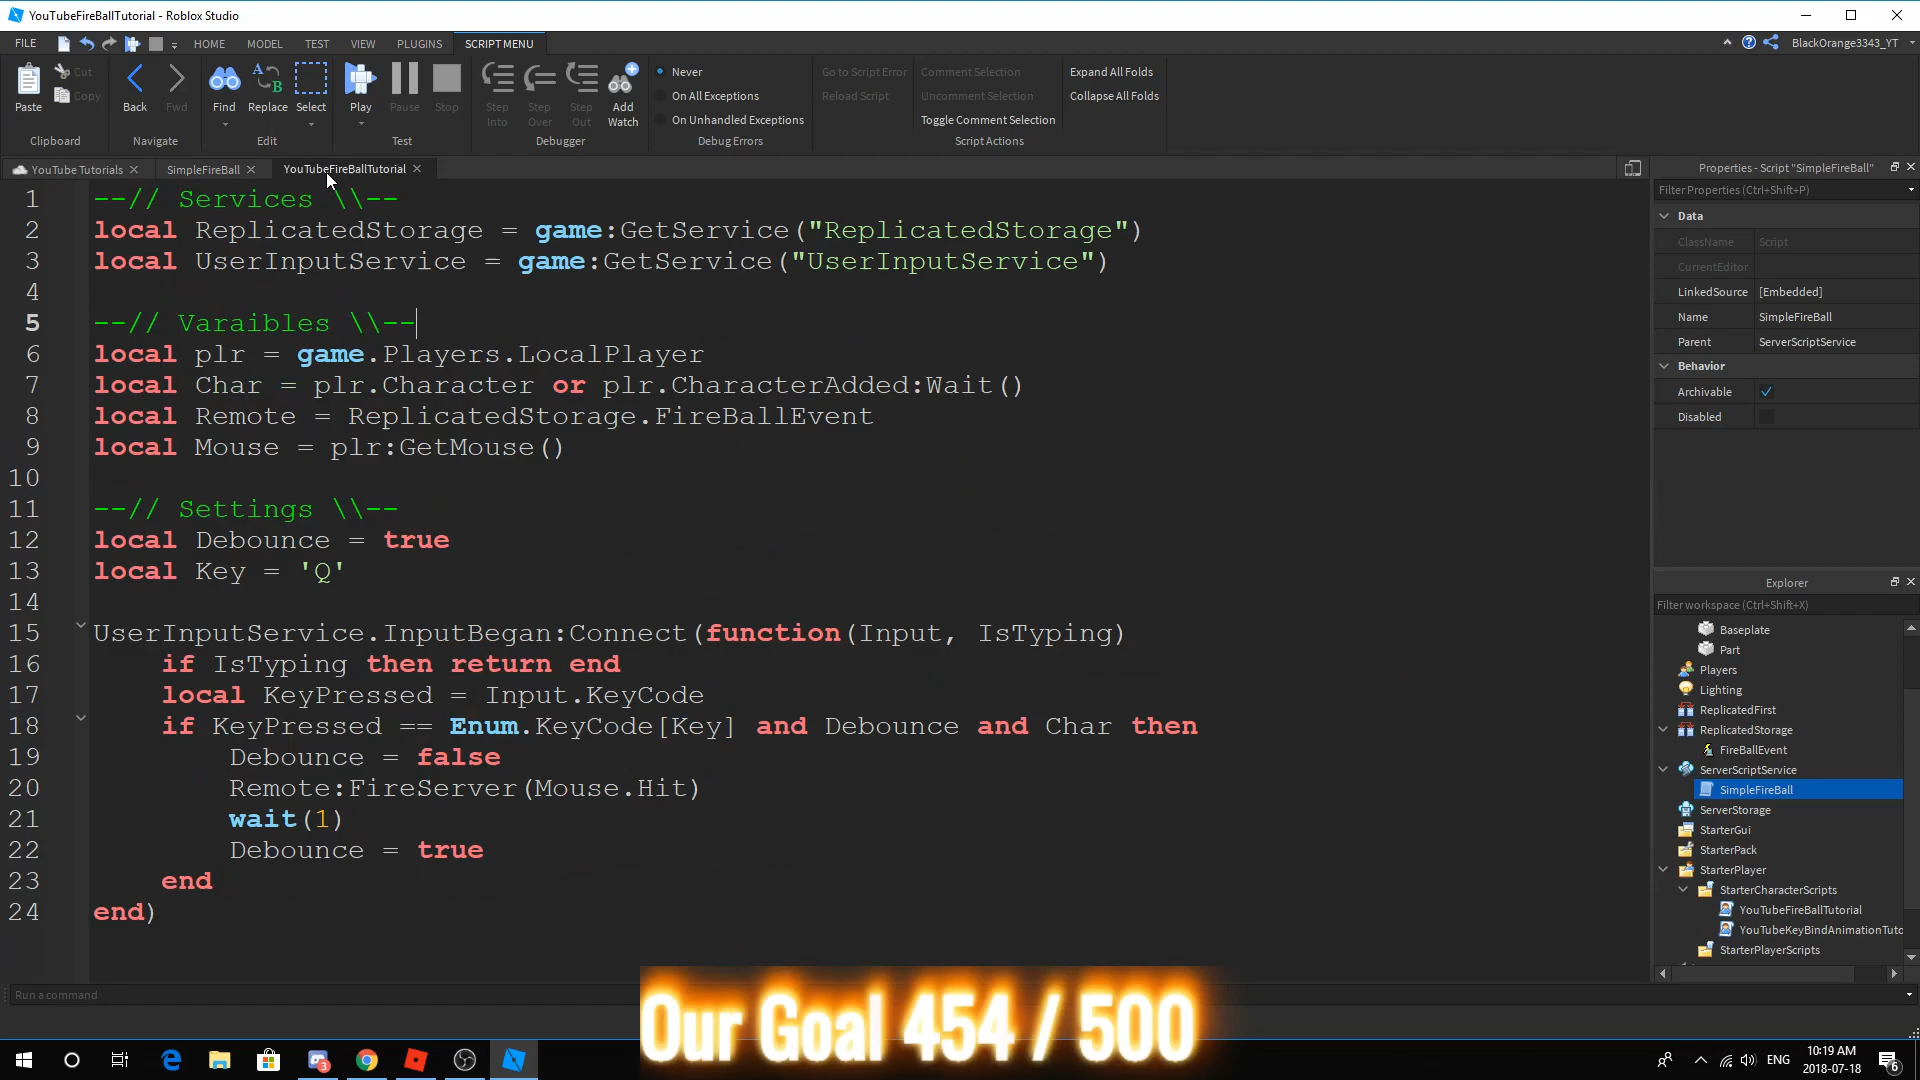 YouTubeFireBallTutorial - Roblox Studio
FILE HOME MODEL TEST VIEW PLUGINS SCRIPT MENU BlackOrange3343_YT
Paste Cut Copy Back Fwd Find Replace Select Play Pause Stop Step Into Step Over Step Out Add Watch
Never
On All Exceptions
On Unhandled Exceptions
Go to Script Error
Reload Script
Comment Selection
Uncomment Selection
Toggle Comment Selection
Expand All Folds
Collapse All Folds
Clipboard Navigate Edit Test Debugger Debug Errors Script Actions
YouTube Tutorials SimpleFireBall YouTubeFireBallTutorial
1 --// Services \\--
2 local ReplicatedStorage = game:GetService("ReplicatedStorage")
3 local UserInputService = game:GetService("UserInputService")
4
5 --// Varaibles \\--
6 local plr = game.Players.LocalPlayer
7 local Char = plr.Character or plr.CharacterAdded:Wait()
8 local Remote = ReplicatedStorage.FireBallEvent
9 local Mouse = plr:GetMouse()
10
11 --// Settings \\--
12 local Debounce = true
13 local Key = 'Q'
14
15 UserInputService.InputBegan:Connect(function(Input, IsTyping)
16 if IsTyping then return end
17 local KeyPressed = Input.KeyCode
18 if KeyPressed == Enum.KeyCode[Key] and Debounce and Char then
19 Debounce = false
20 Remote:FireServer(Mouse.Hit)
21 wait(1)
22 Debounce = true
23 end
24 end)
Properties - Script "SimpleFireBall"
Filter Properties (Ctrl+Shift+P)
Data
ClassName Script
CurrentEditor
LinkedSource [Embedded]
Name SimpleFireBall
Parent ServerScriptService
Behavior
Archivable
Disabled
Explorer
Filter workspace (Ctrl+Shift+X)
Baseplate
Part
Players
Lighting
ReplicatedFirst
ReplicatedStorage
FireBallEvent
ServerScriptService
SimpleFireBall
ServerStorage
StarterGui
StarterPack
StarterPlayer
StarterCharacterScripts
YouTubeFireBallTutorial
YouTubeKeyBindAnimationTuto
StarterPlayerScripts
Run a command
Our Goal 454 / 500
3
ENG
10:19 AM
2018-07-18
6